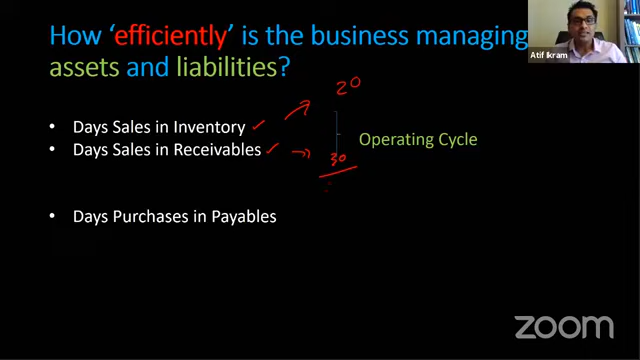 How 'efficiently' is the business managing
Atif Ikram
assets and liabilities?
20
• Days Sales in Inventory
• Days Sales in Receivables
Operating Cycle
30
• Days Purchases in Payables
zoom